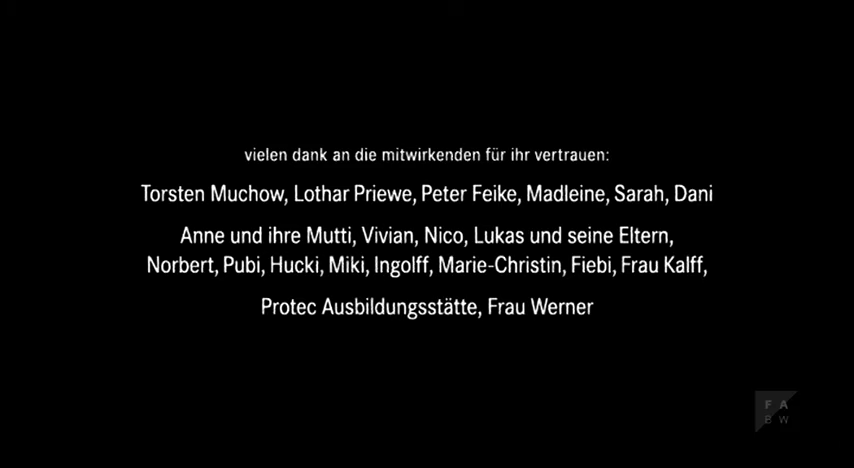 vielen dank an die mitwirkenden für ihr vertrauen:
Torsten Muchow, Lothar Priewe, Peter Feike, Madleine, Sarah, Dani
Anne und ihre Mutti, Vivian, Nico, Lukas und seine Eltern,
Norbert, Pubi, Hucki, Miki, Ingolff, Marie-Christin, Fiebi, Frau Kalff,
Protec Ausbildungsstätte, Frau Werner
F A
B W